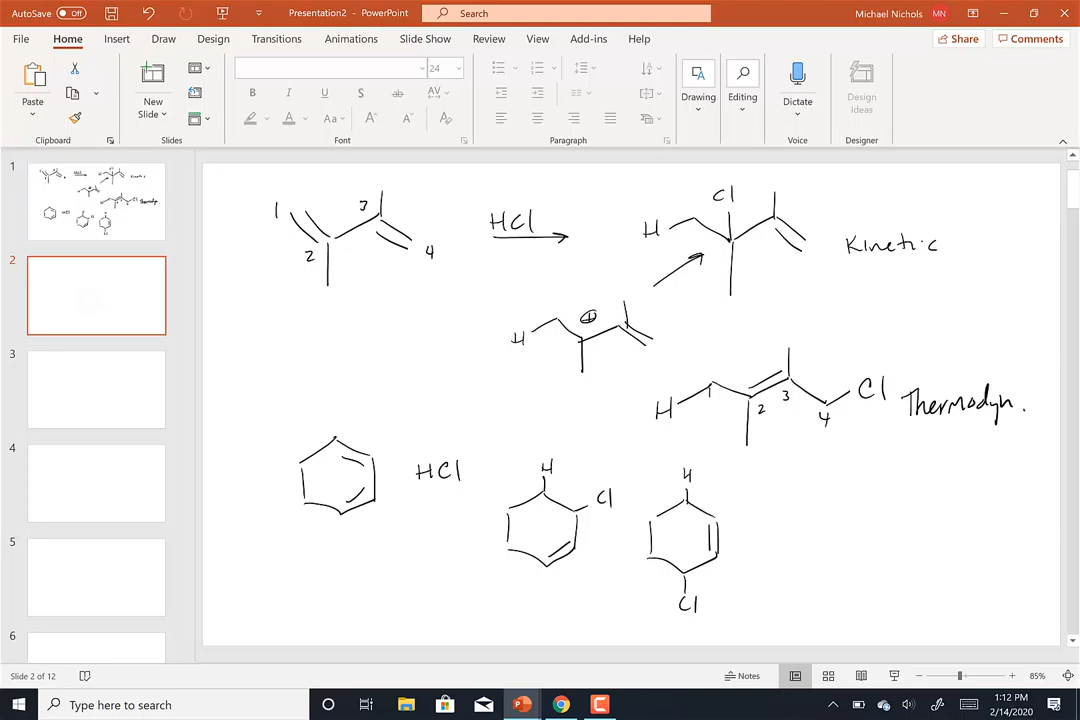 AutoSave Off
Presentation2 - PowerPoint
Search
Michael Nichols MN
File Home Insert Draw Design Transitions Animations Slide Show Review View Add-ins Help Share Comments
24
B I U S ab AV
Aa A A
Paste New Slide Drawing Editing Dictate Design Ideas
Clipboard Slides Font Paragraph Voice Designer
1
2
3
4
5
6
1 2 3 4
HCl
H Cl
Kinetic
H ⊕
H 1 2 3 4 Cl
Thermodyn.
HCl
H Cl
H
Cl
Slide 2 of 12
Notes
85%
Type here to search
1:12 PM
2/14/2020